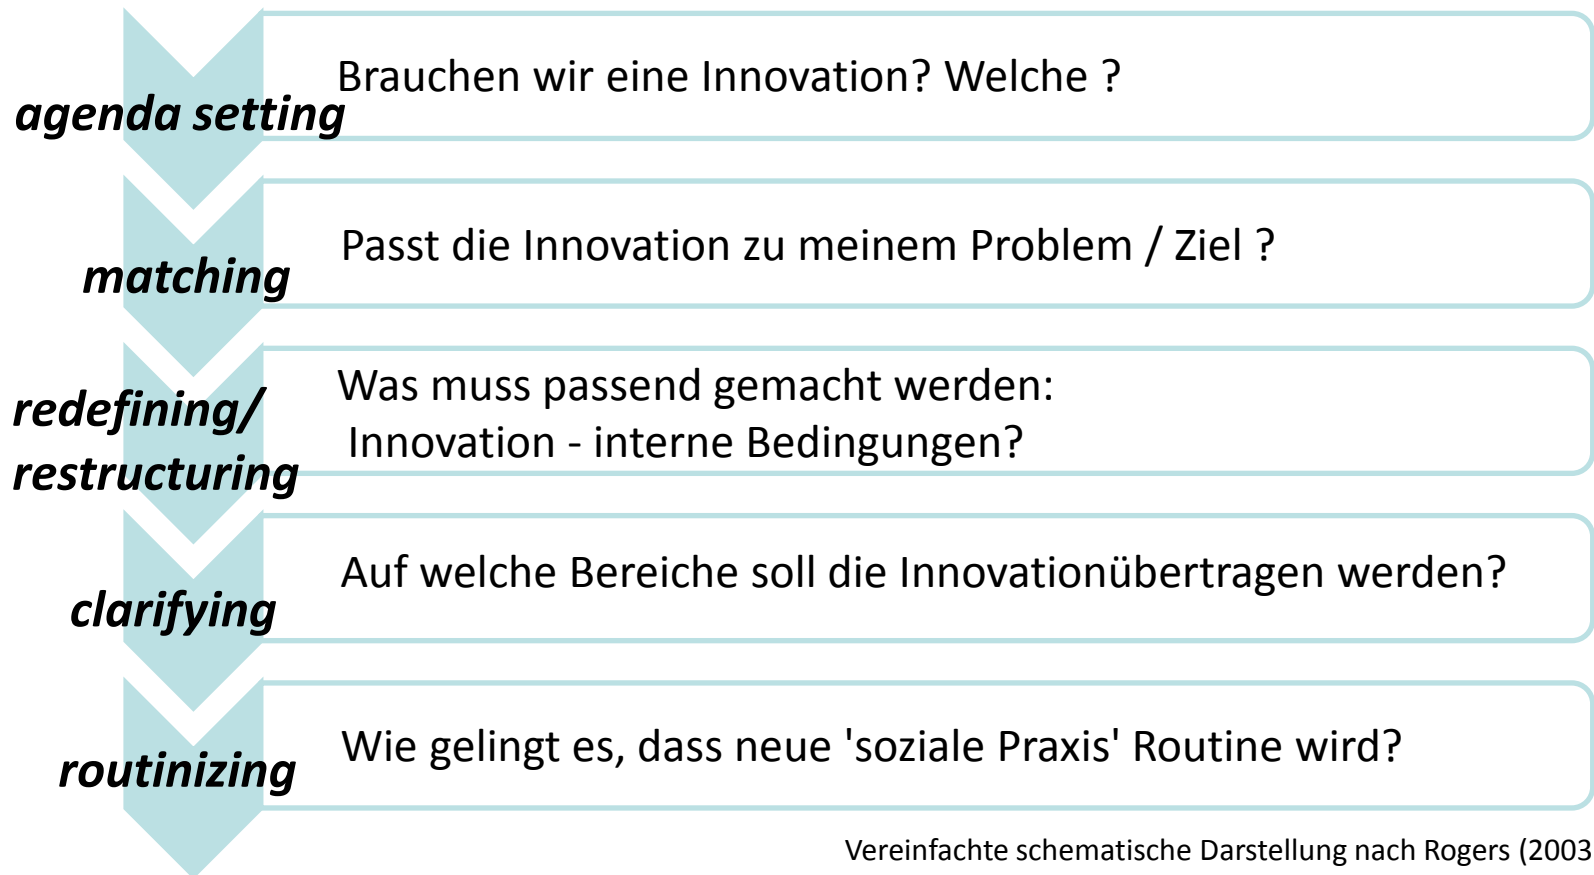 agenda setting
Brauchen wir eine Innovation? Welche ?
matching
Passt die Innovation zu meinem Problem / Ziel ?
redefining/
restructuring
Was muss passend gemacht werden:
Innovation - interne Bedingungen?
clarifying
Auf welche Bereiche soll die Innovationübertragen werden?
routinizing
Wie gelingt es, dass neue 'soziale Praxis' Routine wird?
Vereinfachte schematische Darstellung nach Rogers (2003